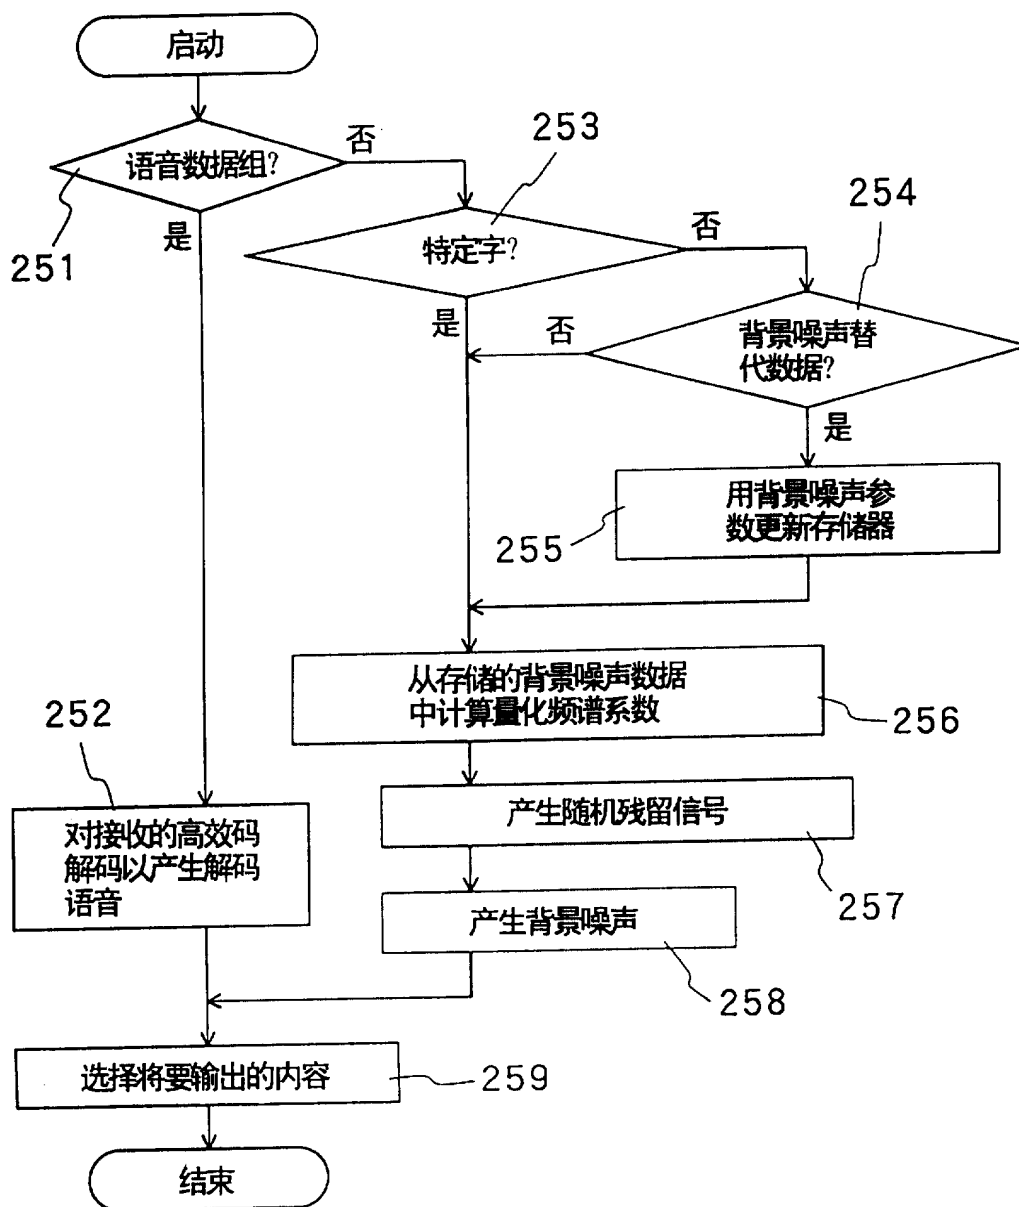 启动
253
否
语音数据组?
254
251
是
特定字?
否
是
否
背景噪声替
代数据?
是
用背景噪声参
数更新存储器
255
从存储的背景噪声数据
中计算量化频谱系数
256
252
产生随机残留信号
257
对接收的高效码
解码以产生解码
语音
产生背景噪声
258
选择将要输出的内容
259
结束